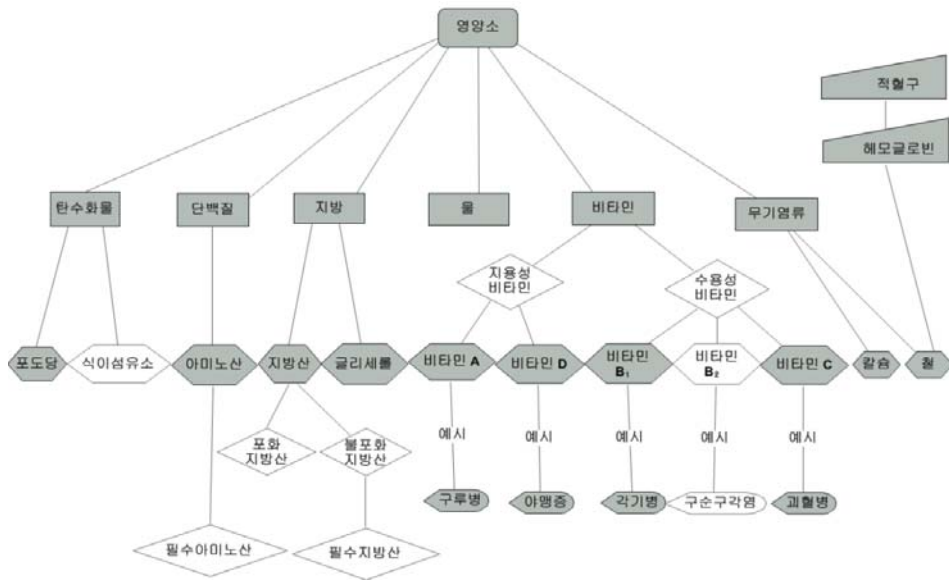 영양소
적혈구
헤모글로빈
탄수화물
단백질
지방
물
비타민
무기염류
지용성
비타민
수용성
비타민
포도당
식이섬유소
아미노산
지방산
글리세롤
비타민 A
비타민 D
비타민
B₁
비타민
B₂
비타민 C
칼슘
철
포화
지방산
불포화
지방산
예시
예시
예시
예시
예시
구루병
야맹증
각기병
구순구각염
괴혈병
필수아미노산
필수지방산